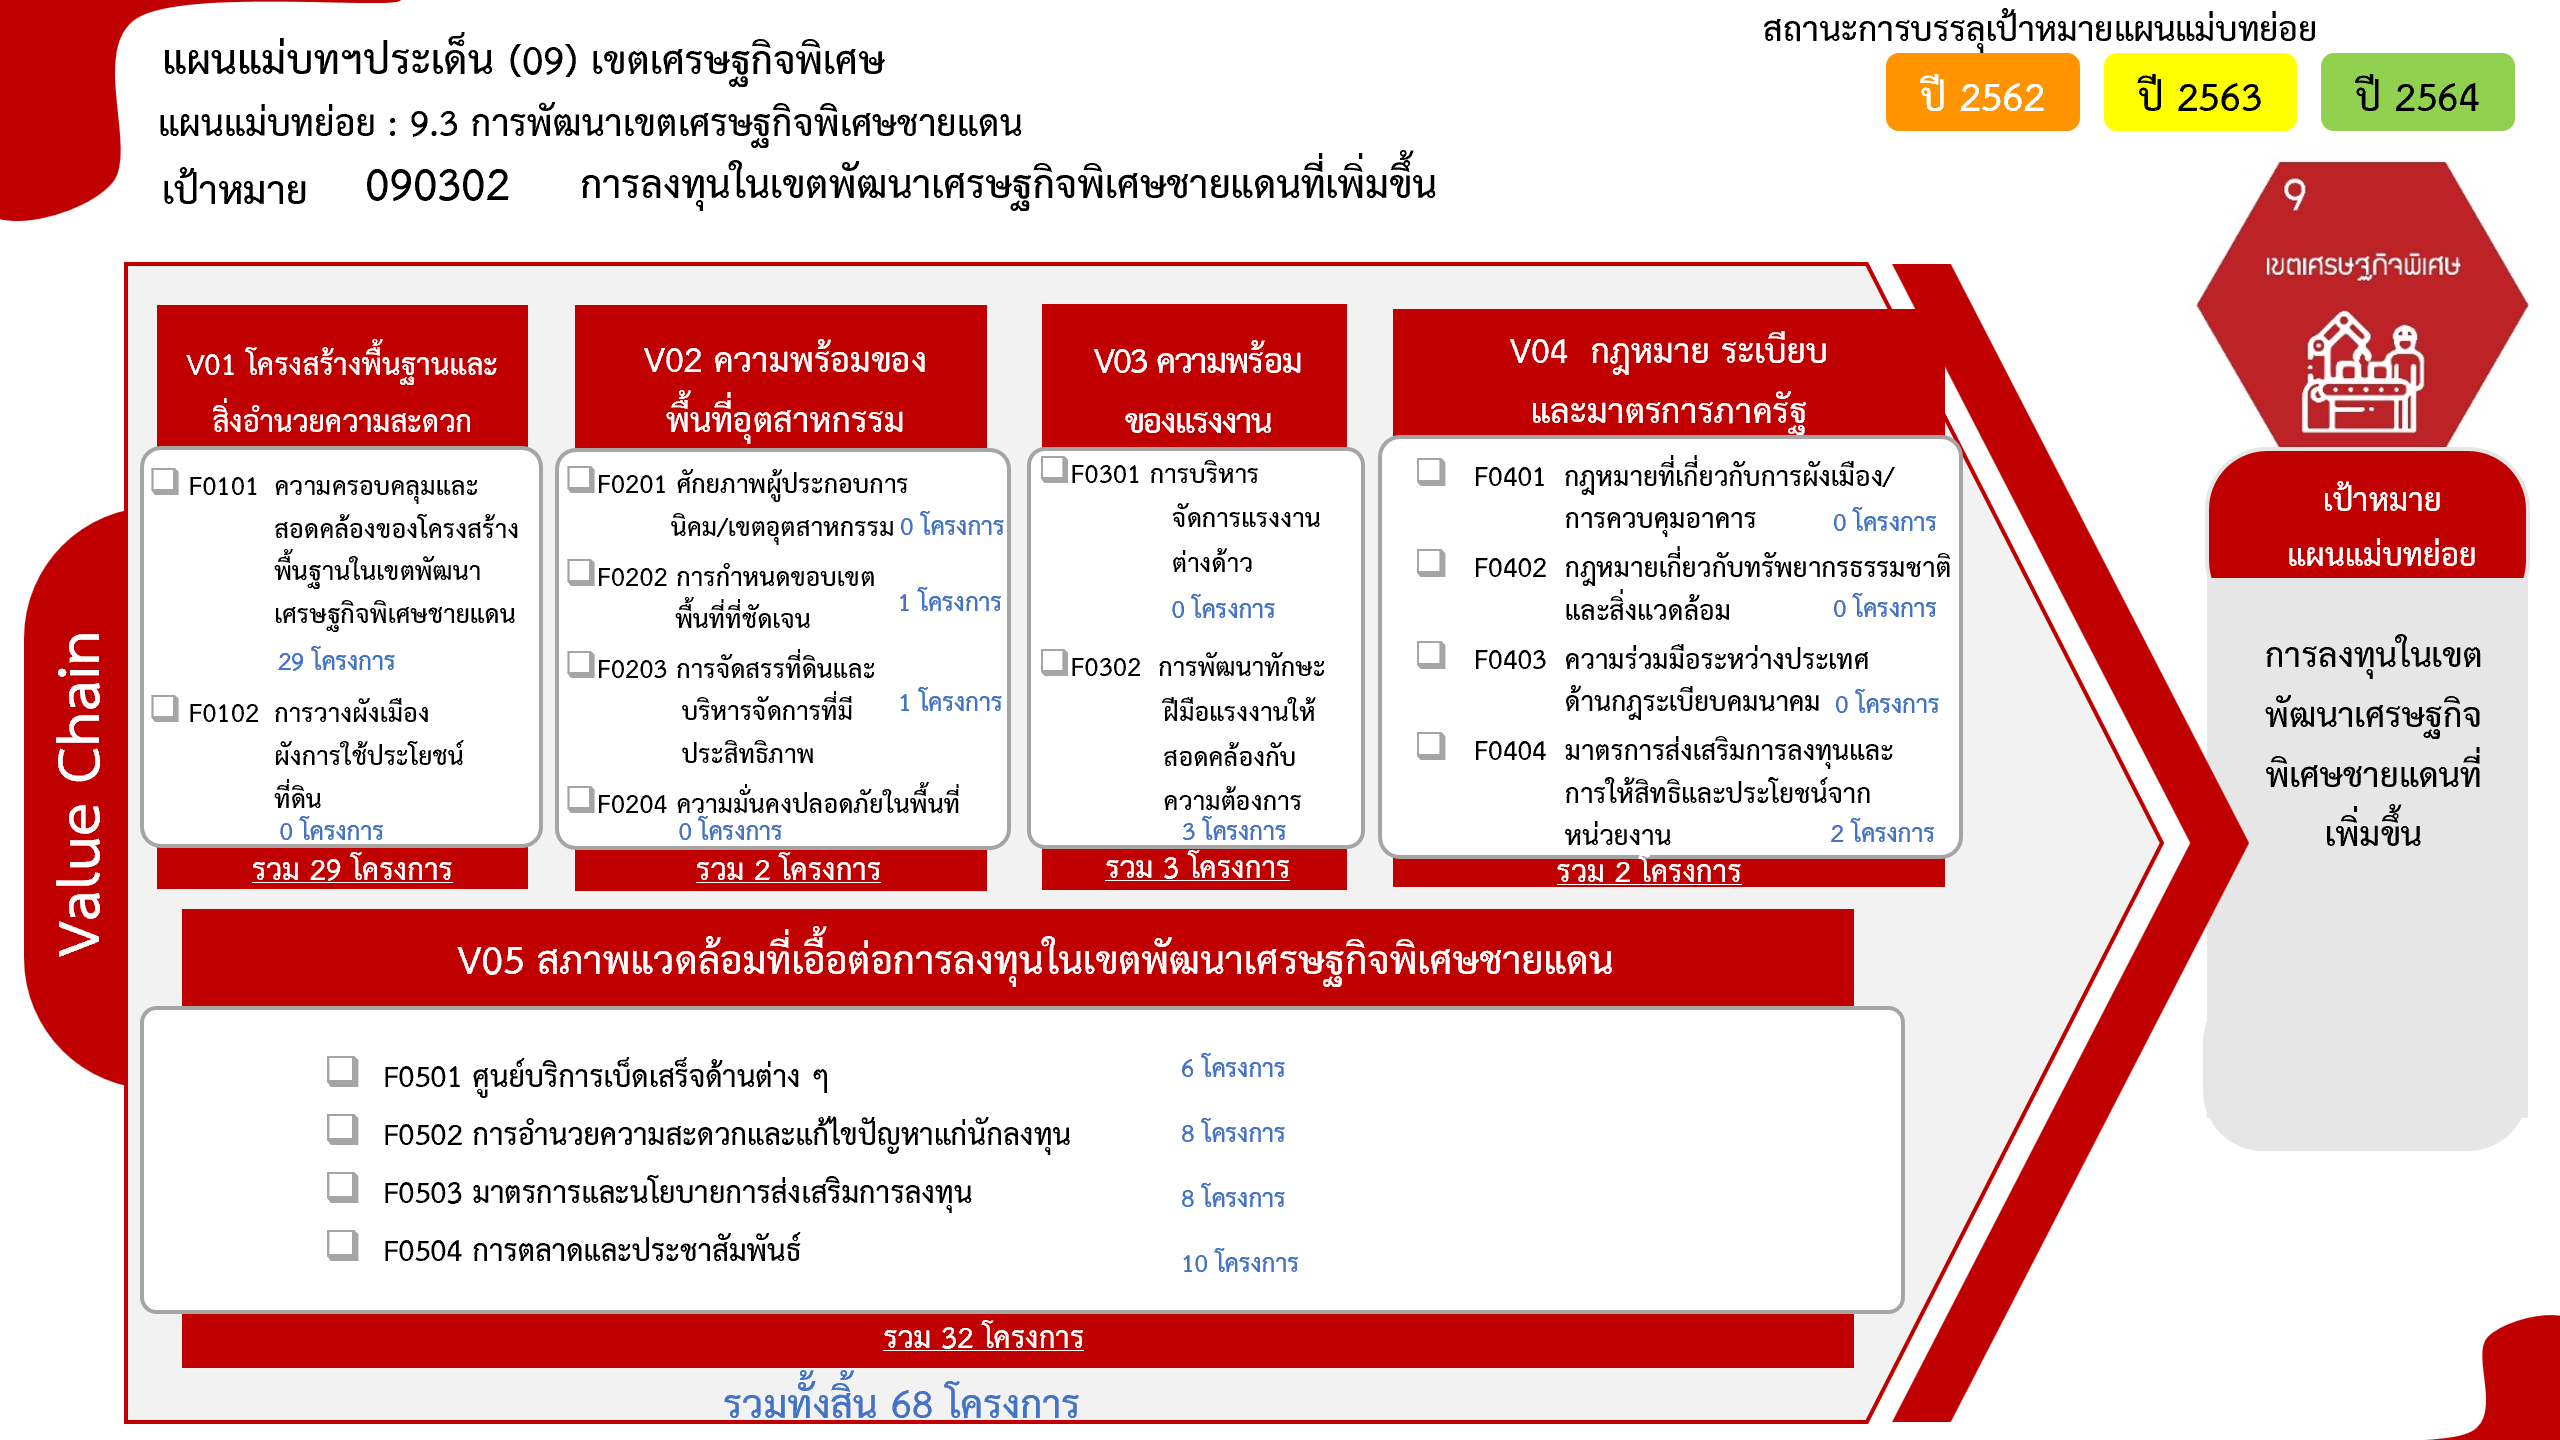 สถานะการบรรลุเป้าหมายแผนแม่บทย่อย
ปี 2562
ปี 2563
ปี 2564
แผนแม่บทฯประเด็น (09) เขตเศรษฐกิจพิเศษ
แผนแม่บทย่อย : 9.3 การพัฒนาเขตเศรษฐกิจพิเศษชายแดน
เป้าหมาย 090302 การลงทุนในเขตพัฒนาเศรษฐกิจพิเศษชายแดนที่เพิ่มขึ้น
Value Chain
V01 โครงสร้างพื้นฐานและ
สิ่งอำนวยความสะดวก
F0101 ความครอบคลุมและ
สอดคล้องของโครงสร้าง
พื้นฐานในเขตพัฒนา
เศรษฐกิจพิเศษชายแดน
29 โครงการ
F0102 การวางผังเมือง
ผังการใช้ประโยชน์
ที่ดิน
0 โครงการ
รวม 29 โครงการ
V02 ความพร้อมของ
พื้นที่อุตสาหกรรม
F0201 ศักยภาพผู้ประกอบการ
นิคม/เขตอุตสาหกรรม 0 โครงการ
F0202 การกำหนดขอบเขต
พื้นที่ที่ชัดเจน 1 โครงการ
F0203 การจัดสรรที่ดินและ
บริหารจัดการที่มี 1 โครงการ
ประสิทธิภาพ
F0204 ความมั่นคงปลอดภัยในพื้นที่
0 โครงการ
รวม 2 โครงการ
V03 ความพร้อม
ของแรงงาน
F0301 การบริหาร
จัดการแรงงาน
ต่างด้าว
0 โครงการ
F0302 การพัฒนาทักษะ
ฝีมือแรงงานให้
สอดคล้องกับ
ความต้องการ
3 โครงการ
รวม 3 โครงการ
V04 กฎหมาย ระเบียบ
และมาตรการภาครัฐ
F0401 กฎหมายที่เกี่ยวกับการผังเมือง/
การควบคุมอาคาร 0 โครงการ
F0402 กฎหมายเกี่ยวกับทรัพยากรธรรมชาติ
และสิ่งแวดล้อม 0 โครงการ
F0403 ความร่วมมือระหว่างประเทศ
ด้านกฎระเบียบคมนาคม 0 โครงการ
F0404 มาตรการส่งเสริมการลงทุนและ
การให้สิทธิและประโยชน์จาก
หน่วยงาน 2 โครงการ
รวม 2 โครงการ
V05 สภาพแวดล้อมที่เอื้อต่อการลงทุนในเขตพัฒนาเศรษฐกิจพิเศษชายแดน
F0501 ศูนย์บริการเบ็ดเสร็จด้านต่าง ๆ 6 โครงการ
F0502 การอำนวยความสะดวกและแก้ไขปัญหาแก่นักลงทุน 8 โครงการ
F0503 มาตรการและนโยบายการส่งเสริมการลงทุน 8 โครงการ
F0504 การตลาดและประชาสัมพันธ์ 10 โครงการ
รวม 32 โครงการ
รวมทั้งสิ้น 68 โครงการ
9
เขตเศรษฐกิจพิเศษ
เป้าหมาย
แผนแม่บทย่อย
การลงทุนในเขต
พัฒนาเศรษฐกิจ
พิเศษชายแดนที่
เพิ่มขึ้น